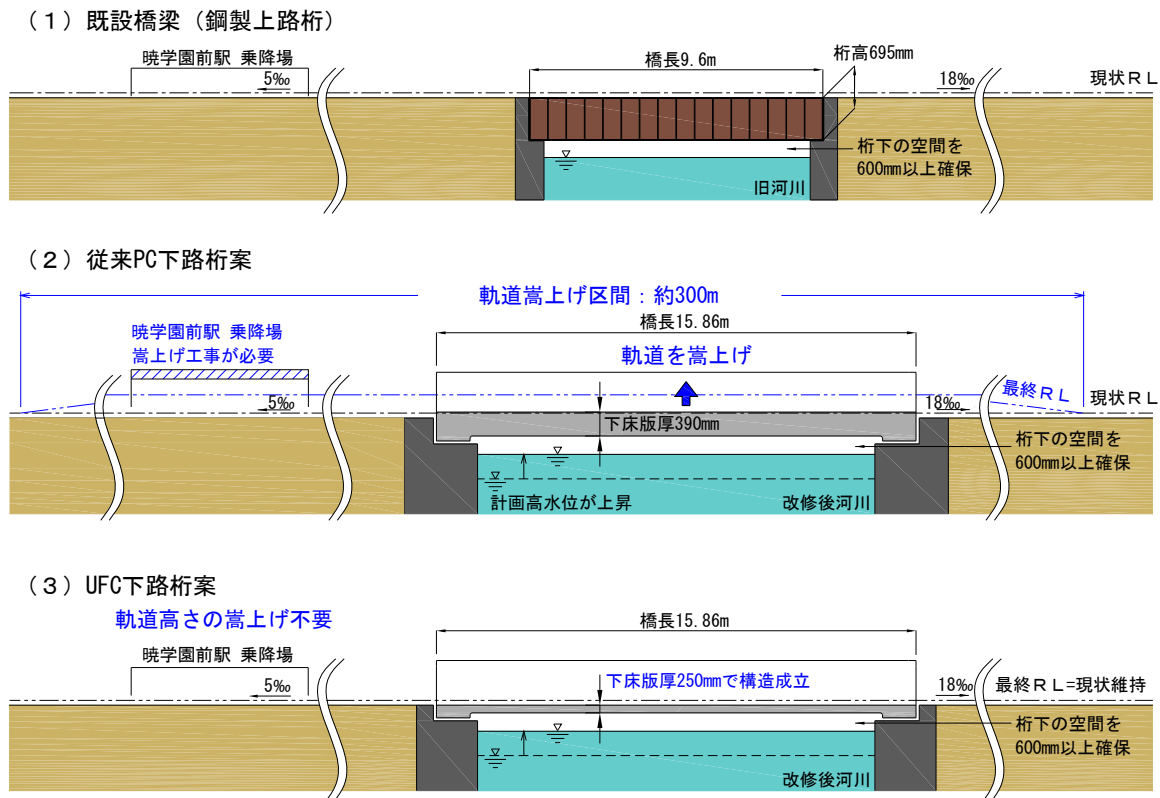 （１）既設橋梁（鋼製上路桁）
暁学園前駅 乗降場
5‰
橋長9.6m
桁高695mm
18‰
現状ＲＬ
桁下の空間を
600mm以上確保
旧河川
（２）従来PC下路桁案
軌道嵩上げ区間：約300m
暁学園前駅 乗降場
嵩上げ工事が必要
橋長15.86m
軌道を嵩上げ
最終ＲＬ
現状ＲＬ
5‰
18‰
下床版厚390mm
桁下の空間を
600mm以上確保
計画高水位が上昇
改修後河川
（３）UFC下路桁案
軌道高さの嵩上げ不要
橋長15.86m
暁学園前駅 乗降場
5‰
下床版厚250mmで構造成立
18‰
最終ＲＬ=現状維持
桁下の空間を
600mm以上確保
改修後河川